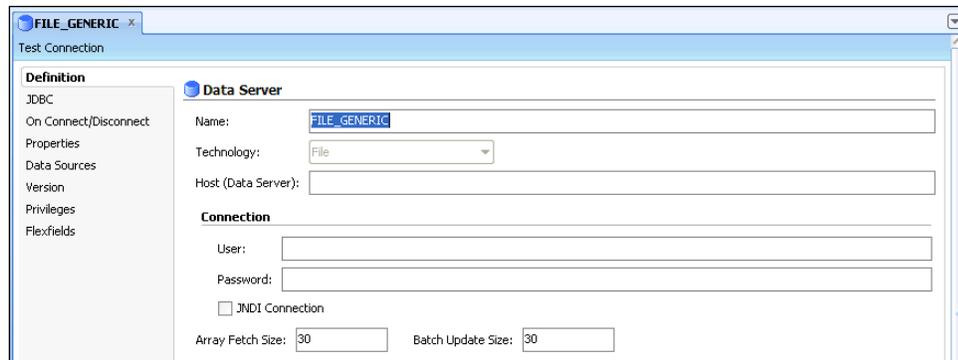 FILE_GENERIC x
Test Connection
Definition
JDBC
On Connect/Disconnect
Properties
Data Sources
Version
Privileges
Flexfields
Data Server
Name: FILE_GENERIC
Technology: File
Host (Data Server):
Connection
User:
Password:
JNDI Connection
Array Fetch Size: 30 Batch Update Size: 30